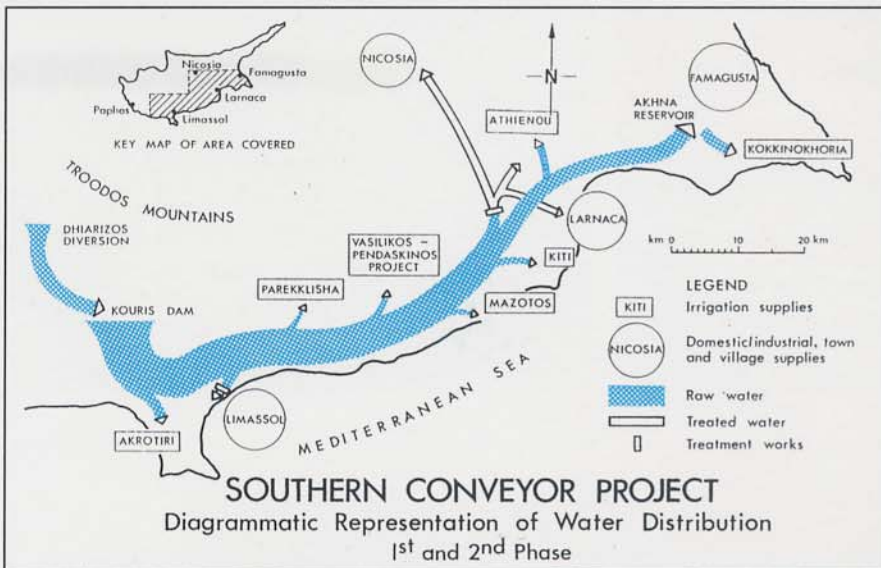 Nicosia
Famagusta
Larnaca
Paphos
Limassol
KEY MAP OF AREA COVERED
NICOSIA
N
FAMAGUSTA
ATHIENOU
AKHNA
RESERVOIR
KOKKINOKHORIA
TROODOS MOUNTAINS
DHIARIZOS
DIVERSION
LARNACA
km 0 10 20 km
VASILIKOS –
PENDASKINOS
PROJECT
KITI
PAREKKLISHA
KOURIS DAM
MAZOTOS
LIMASSOL
AKROTIRI
MEDITERRANEAN SEA
LEGEND
KITI Irrigation supplies
NICOSIA Domestic/industrial, town
and village supplies
Raw water
Treated water
Treatment works
SOUTHERN CONVEYOR PROJECT
Diagrammatic Representation of Water Distribution
1st and 2nd Phase